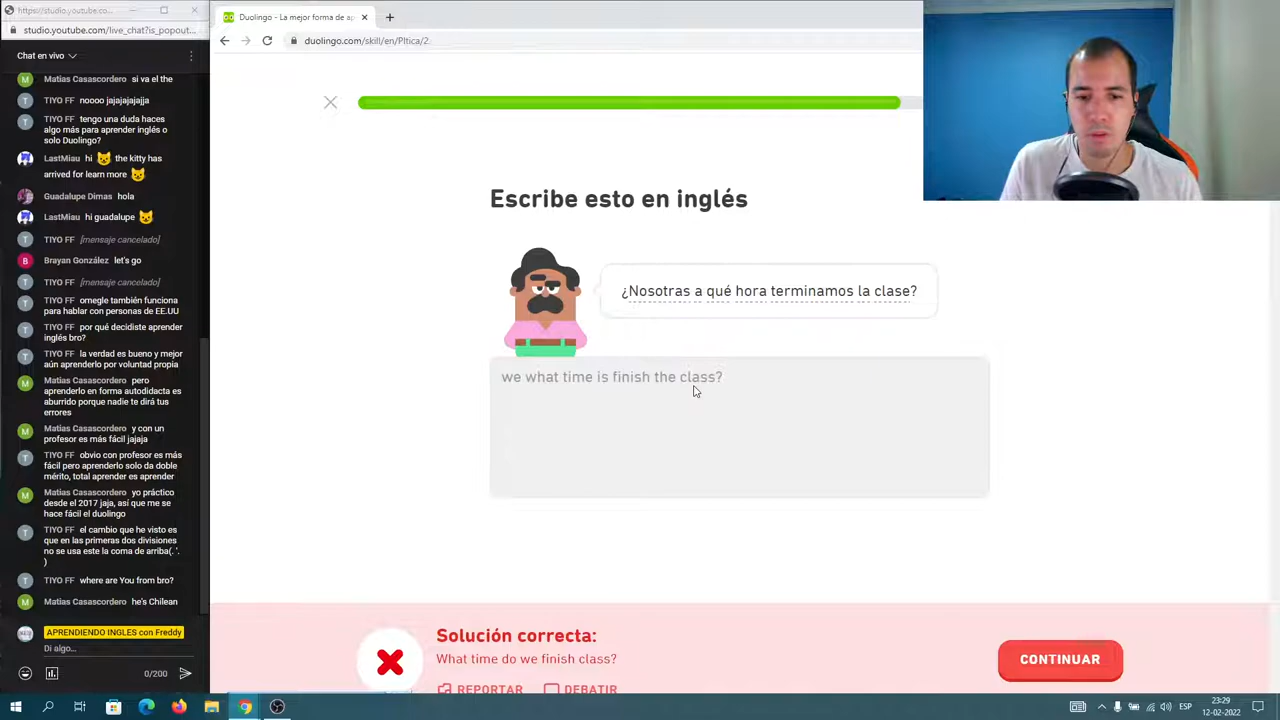 https://studio.youtube.co...
studio.youtube.com/live_chat?is_popout...
Chat en vivo
Matias Casascordero si va el the
TIYO FF noooo jajajajajajja
TIYO FF tengo una duda haces
algo más para aprender inglés o
solo Duolingo?
LastMiau hi 😺 the kitty has
arrived for learn more 😺
Guadalupe Dimas hola
LastMiau hi guadalupe 😺
TIYO FF [mensaje cancelado]
Brayan González let's go
TIYO FF [mensaje cancelado]
TIYO FF omegle también funciona
para hablar con personas de EE.UU
TIYO FF por qué decidiste aprender
inglés bro?
TIYO FF la verdad es bueno y mejor
aún aprenderlo por voluntad propia
Matias Casascordero pero
aprenderlo en forma autodidacta es
aburrido porque nadie te dirá tus
errores
Matias Casascordero y con un
profesor es más fácil jajaja
TIYO FF obvio con profesor es más
fácil pero aprenderlo solo da doble
mérito, total aprender es aprender
Matias Casascordero yo práctico
desde el 2017 jaja, así que me se
hace fácil el duolingo
TIYO FF el cambio que he visto es
que en las primeras dos divisiones
no se usa este la coma de arriba(. '.
)
TIYO FF where are You from bro?
Matias Casascordero he's Chilean
APRENDIENDO INGLES con Freddy
Di algo...
0/200
Duolingo - La mejor forma de ap
duolingo.com/skill/en/Pltica/2
Escribe esto en inglés
¿Nosotras a qué hora terminamos la clase?
we what time is finish the class?
Solución correcta:
What time do we finish class?
REPORTAR DEBATIR
CONTINUAR
ESP
23:29
12-02-2022